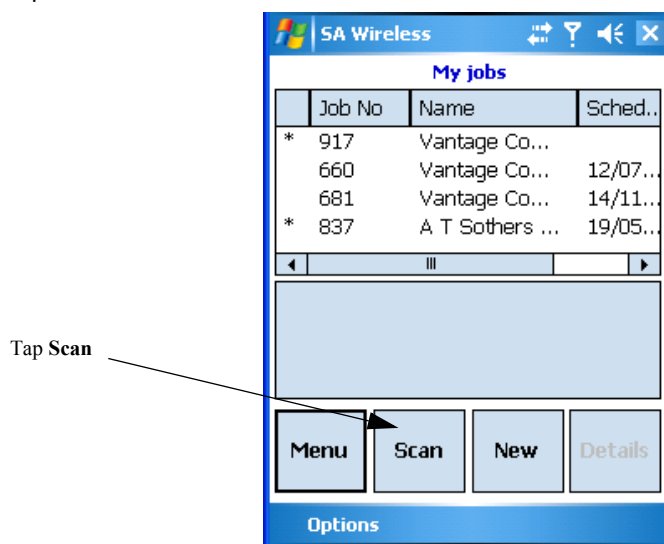 SA Wireless
My jobs
Job No Name Sched..
* 917 Vantage Co...
660 Vantage Co... 12/07...
681 Vantage Co... 14/11...
* 837 A T Sothers ... 19/05...
Tap Scan
Menu Scan New Details
Options